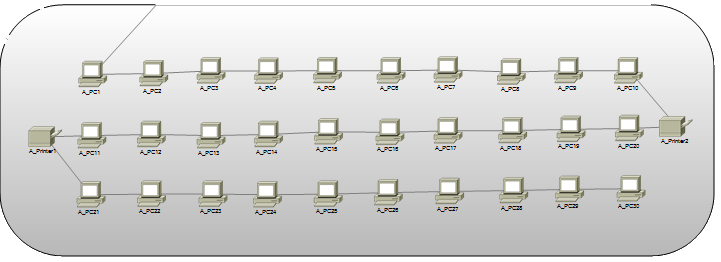 A_PC1 A_PC2 A_PC3 A_PC4 A_PC5 A_PC6 A_PC7 A_PC8 A_PC9 A_PC10
A_Printer1 A_PC11 A_PC12 A_PC13 A_PC14 A_PC15 A_PC16 A_PC17 A_PC18 A_PC19 A_PC20 A_Printer2
A_PC21 A_PC22 A_PC23 A_PC24 A_PC25 A_PC26 A_PC27 A_PC28 A_PC29 A_PC30